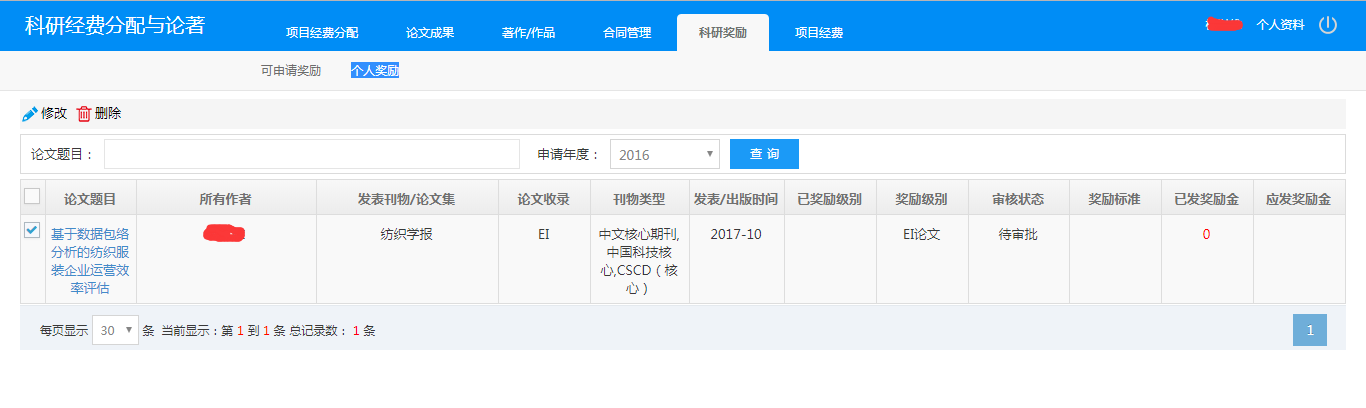 科研经费分配与论著
项目经费分配 论文成果 著作/作品 合同管理 科研奖励 项目经费
个人资料
可申请奖励 个人奖励
修改 删除
论文题目： 申请年度： 2016 查 询
论文题目 所有作者 发表刊物/论文集 论文收录 刊物类型 发表/出版时间 已奖励级别 奖励级别 审核状态 奖励标准 已发奖励金 应发奖励金
基于数据包络 纺织学报 EI 中文核心期刊, 2017-10 EI论文 待审批 0
分析的纺织服 中国科技核
装企业运营效 心,CSCD（核
率评估 心）
每页显示 30 条 当前显示：第 1 到 1 条 总记录数： 1 条 1